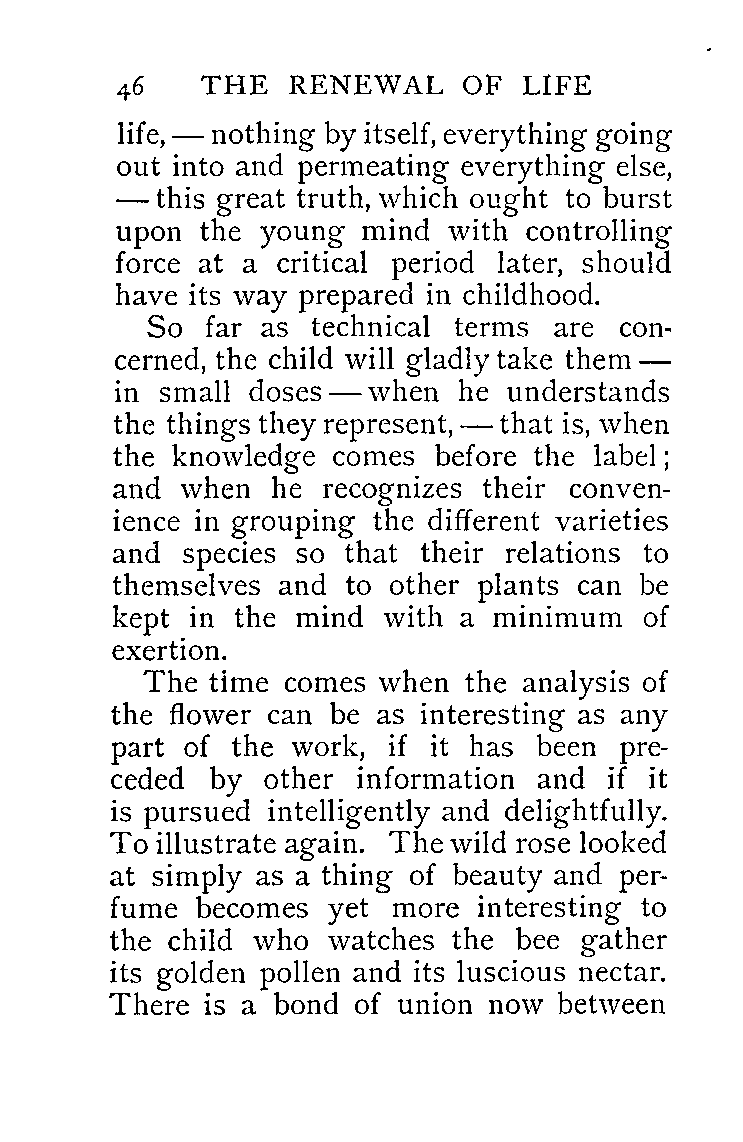 46 THE RENEWAL OF LIFE
life, — nothing by itself, everything going
out into and permeating everything else,
— this great truth, which ought to burst
upon the young mind with controlling
force at a critical period later, should
have its way prepared in childhood.
So far as technical terms are con-
cerned, the child will gladly take them —
in small doses — when he understands
the things they represent, — that is, when
the knowledge comes before the label;
and when he recognizes their conven-
ience in grouping the different varieties
and species so that their relations to
themselves and to other plants can be
kept in the mind with a minimum of
exertion.
The time comes when the analysis of
the flower can be as interesting as any
part of the work, if it has been pre-
ceded by other information and if it
is pursued intelligently and delightfully.
To illustrate again. The wild rose looked
at simply as a thing of beauty and per-
fume becomes yet more interesting to
the child who watches the bee gather
its golden pollen and its luscious nectar.
There is a bond of union now between